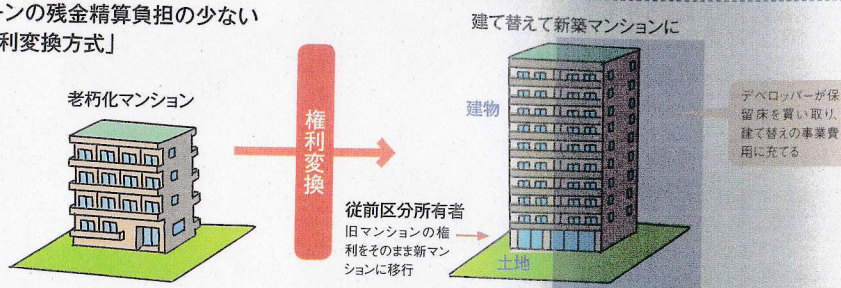 ーンの残金精算負担の少ない
利変換方式」
老朽化マンション
権利変換
建て替えて新築マンションに
建物
デベロッパーが保
留床を買い取り、
建て替えの事業費
用に充てる
従前区分所有者
旧マンションの権
利をそのまま新マン
ションに移行
土地